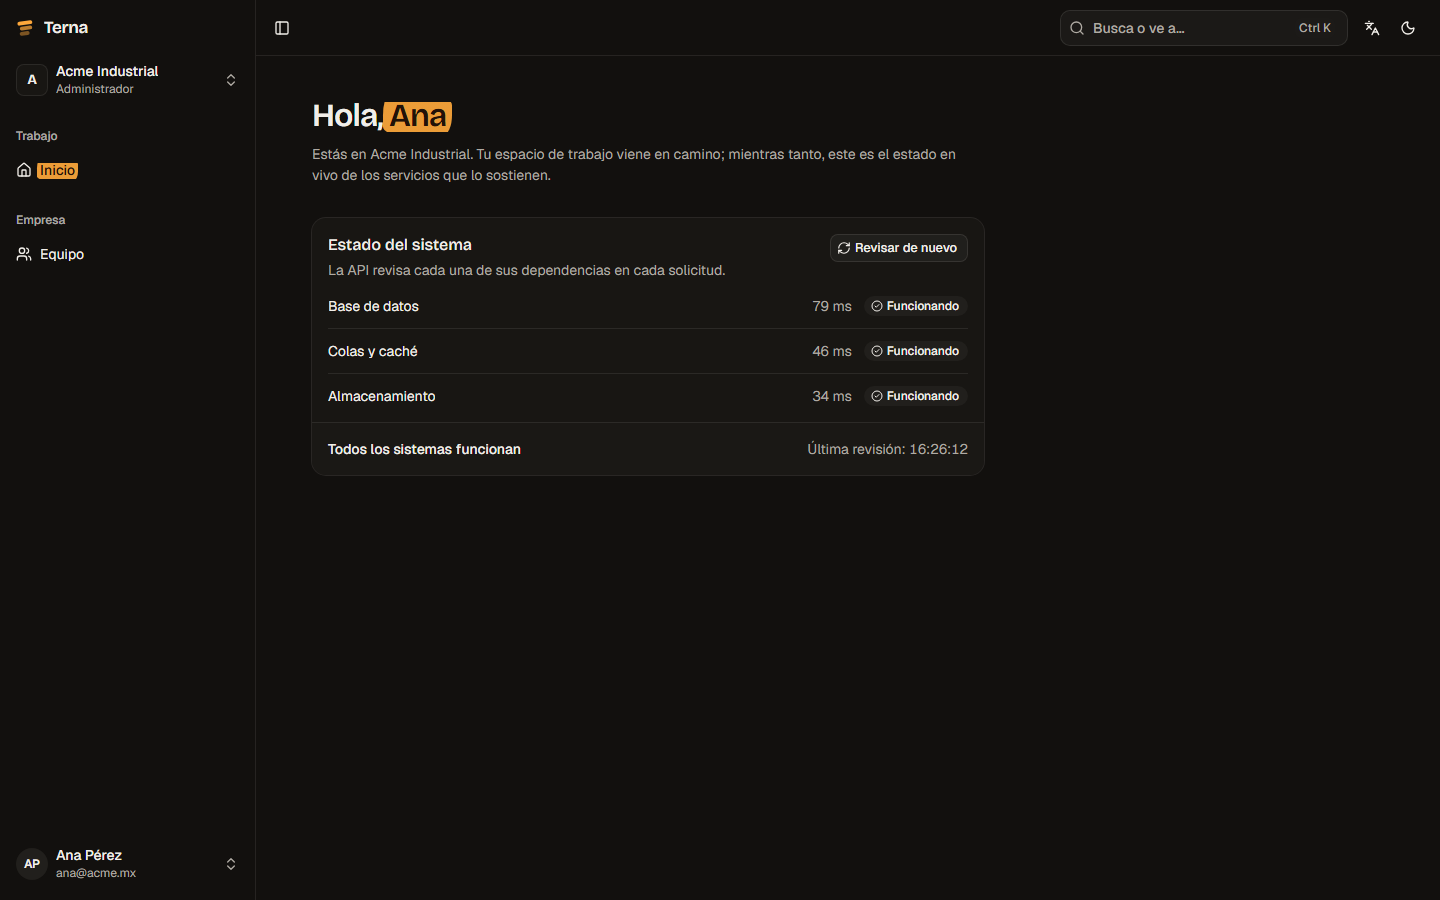 Terna
Acme Industrial
Administrador
Trabajo
Inicio
Empresa
Equipo
Ana Pérez
AP
ana@acme.mx
A
Busca o ve a...
Ctrl K
Hola, Ana
Estás en Acme Industrial. Tu espacio de trabajo viene en camino; mientras tanto, este es el estado en
vivo de los servicios que lo sostienen.
Estado del sistema
Revisar de nuevo
La API revisa cada una de sus dependencias en cada solicitud.
Base de datos 79 ms Funcionando
Colas y caché 46 ms Funcionando
Almacenamiento 34 ms Funcionando
Todos los sistemas funcionan Última revisión: 16:26:12